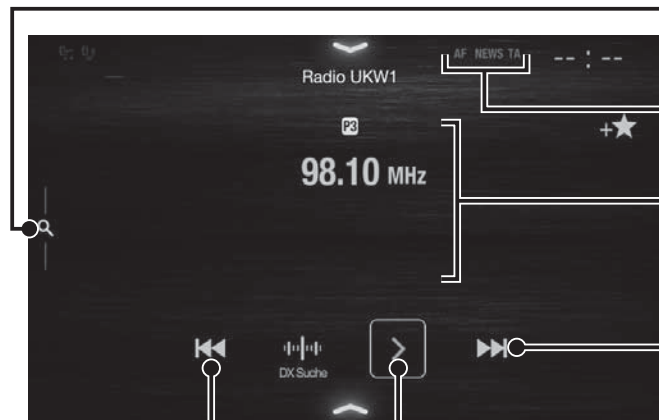 AF NEWS TA
-- : --
Radio UKW1
P3
98.10 MHz
DX Suche